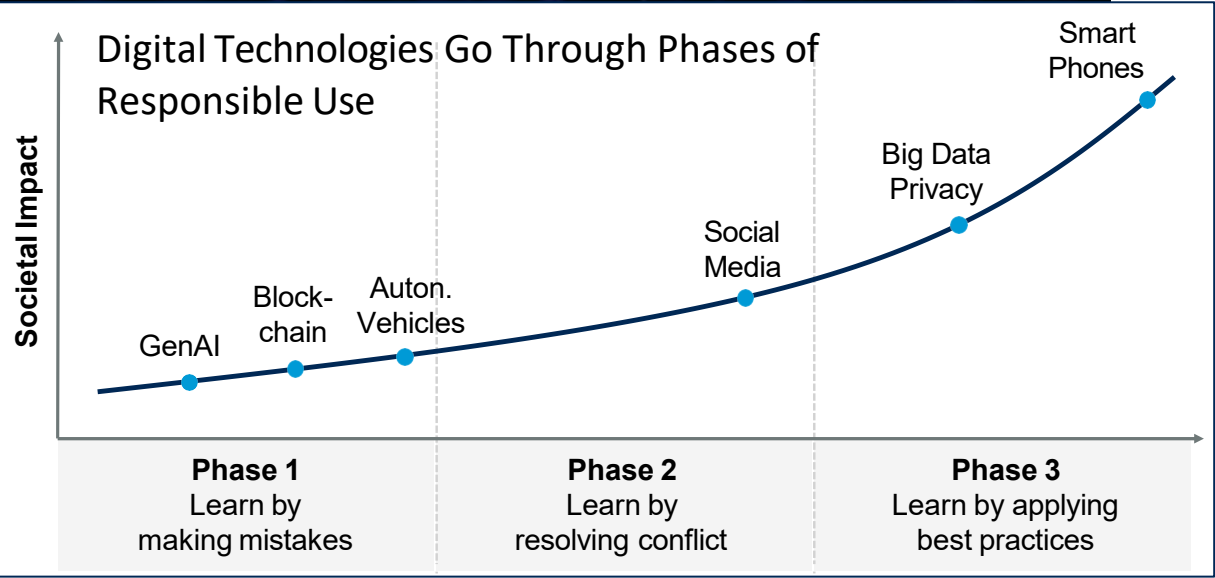 Digital Technologies Go Through Phases of
Responsible Use
Societal Impact
GenAI
Block-
chain
Auton.
Vehicles
Social
Media
Big Data
Privacy
Smart
Phones
Phase 1
Learn by
making mistakes
Phase 2
Learn by
resolving conflict
Phase 3
Learn by applying
best practices